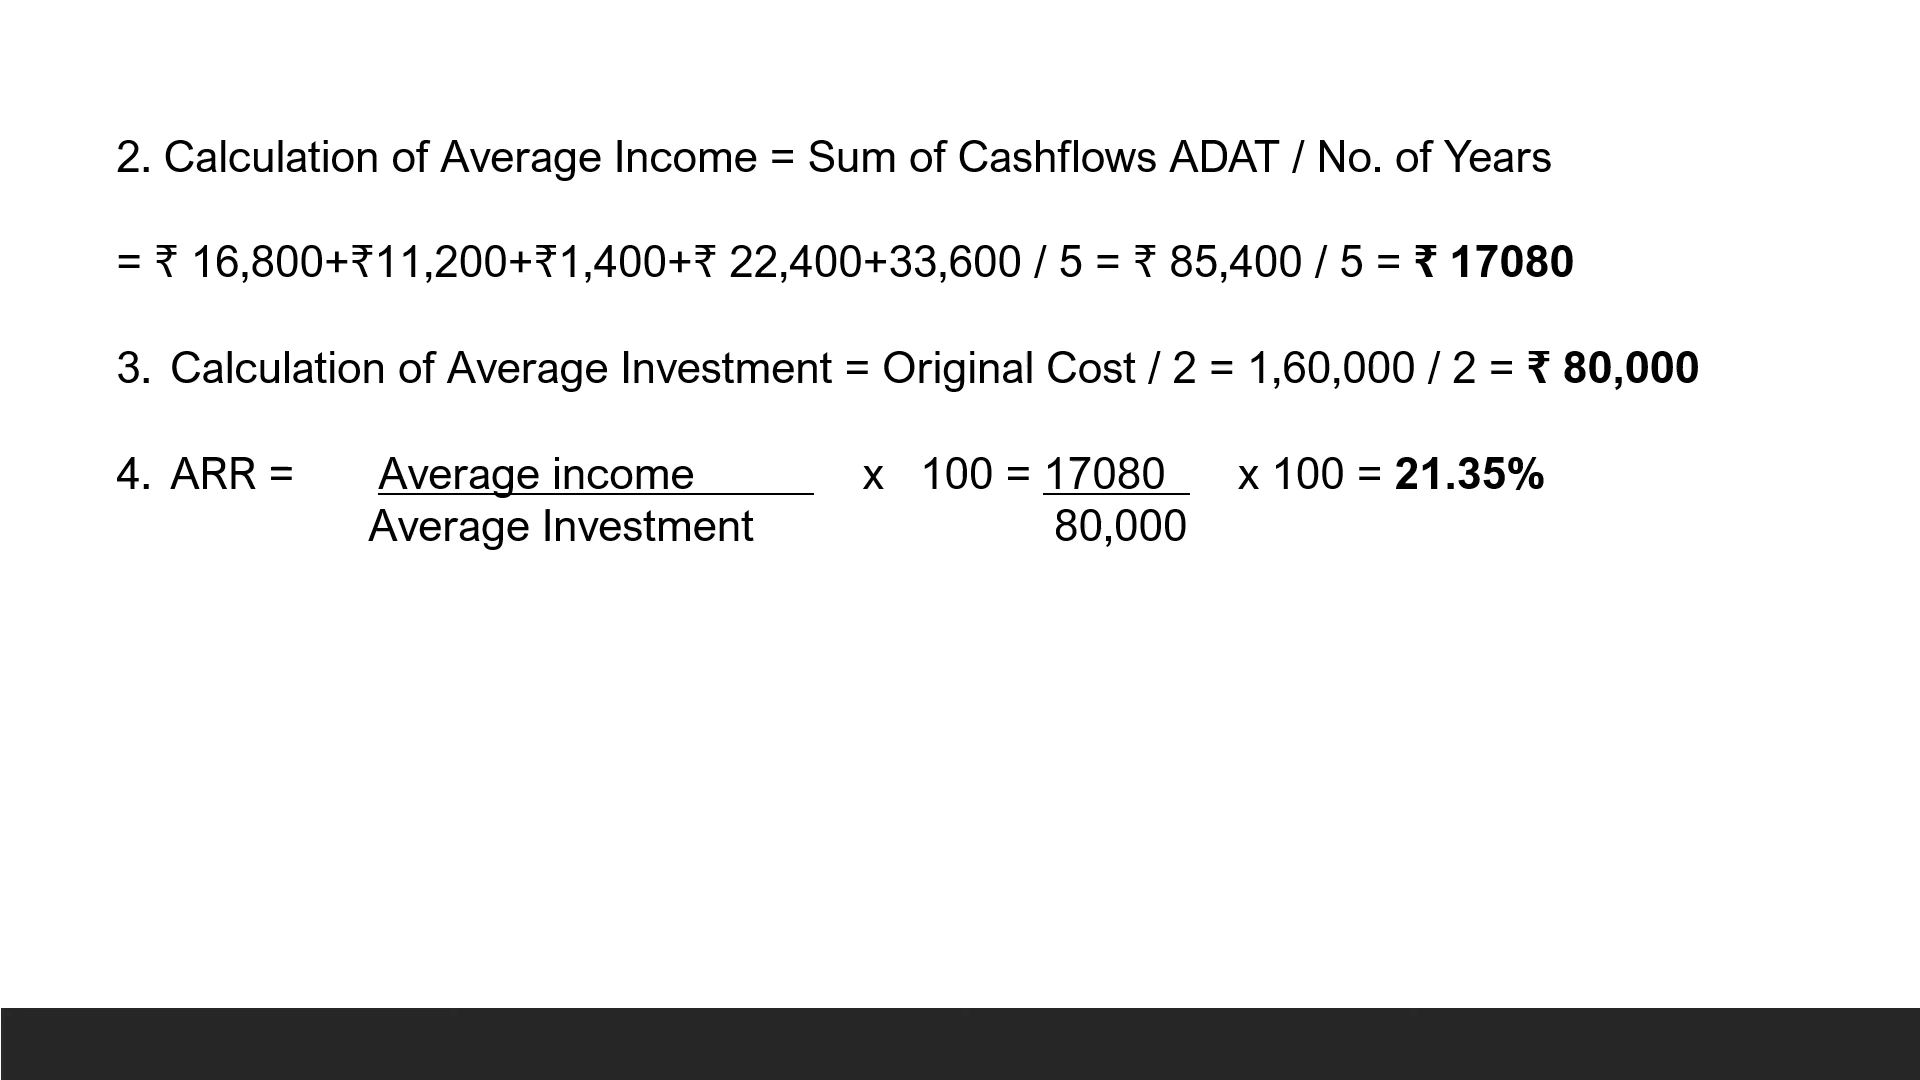 2. Calculation of Average Income = Sum of Cashflows ADAT / No. of Years
= ₹ 16,800+₹11,200+₹1,400+₹ 22,400+33,600 / 5 = ₹ 85,400 / 5 = ₹ 17080
3. Calculation of Average Investment = Original Cost / 2 = 1,60,000 / 2 = ₹ 80,000
4. ARR = Average income x 100 = 17080 x 100 = 21.35%
Average Investment 80,000